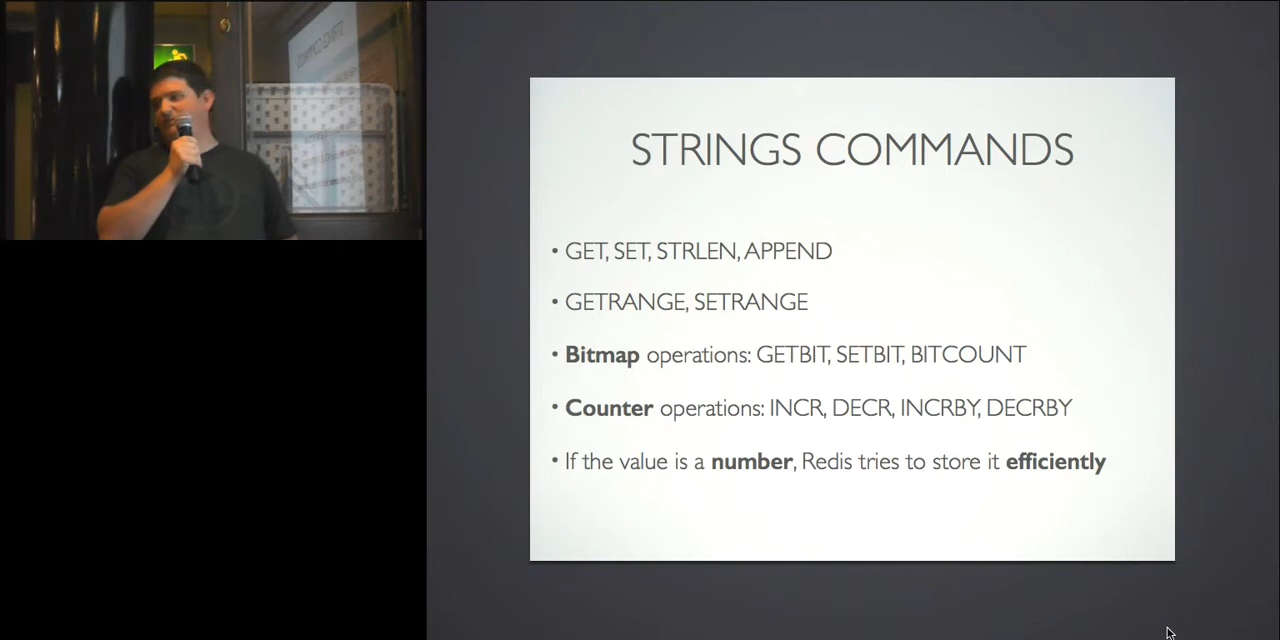 STRINGS COMMANDS
• GET, SET, STRLEN, APPEND
• GETRANGE, SETRANGE
• Bitmap operations: GETBIT, SETBIT, BITCOUNT
• Counter operations: INCR, DECR, INCRBY, DECRBY
• If the value is a number, Redis tries to store it efficiently